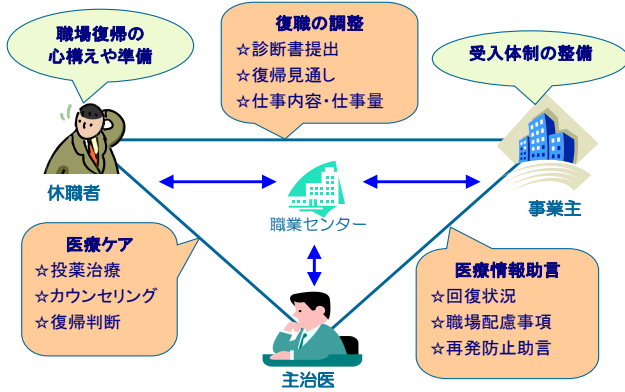 職場復帰の
心構えや準備
復職の調整
☆診断書提出
☆復帰見通し
☆仕事内容・仕事量
受入体制の整備
休職者
職業センター
事業主
医療ケア
☆投薬治療
☆カウンセリング
☆復帰判断
医療情報助言
☆回復状況
☆職場配慮事項
☆再発防止助言
主治医